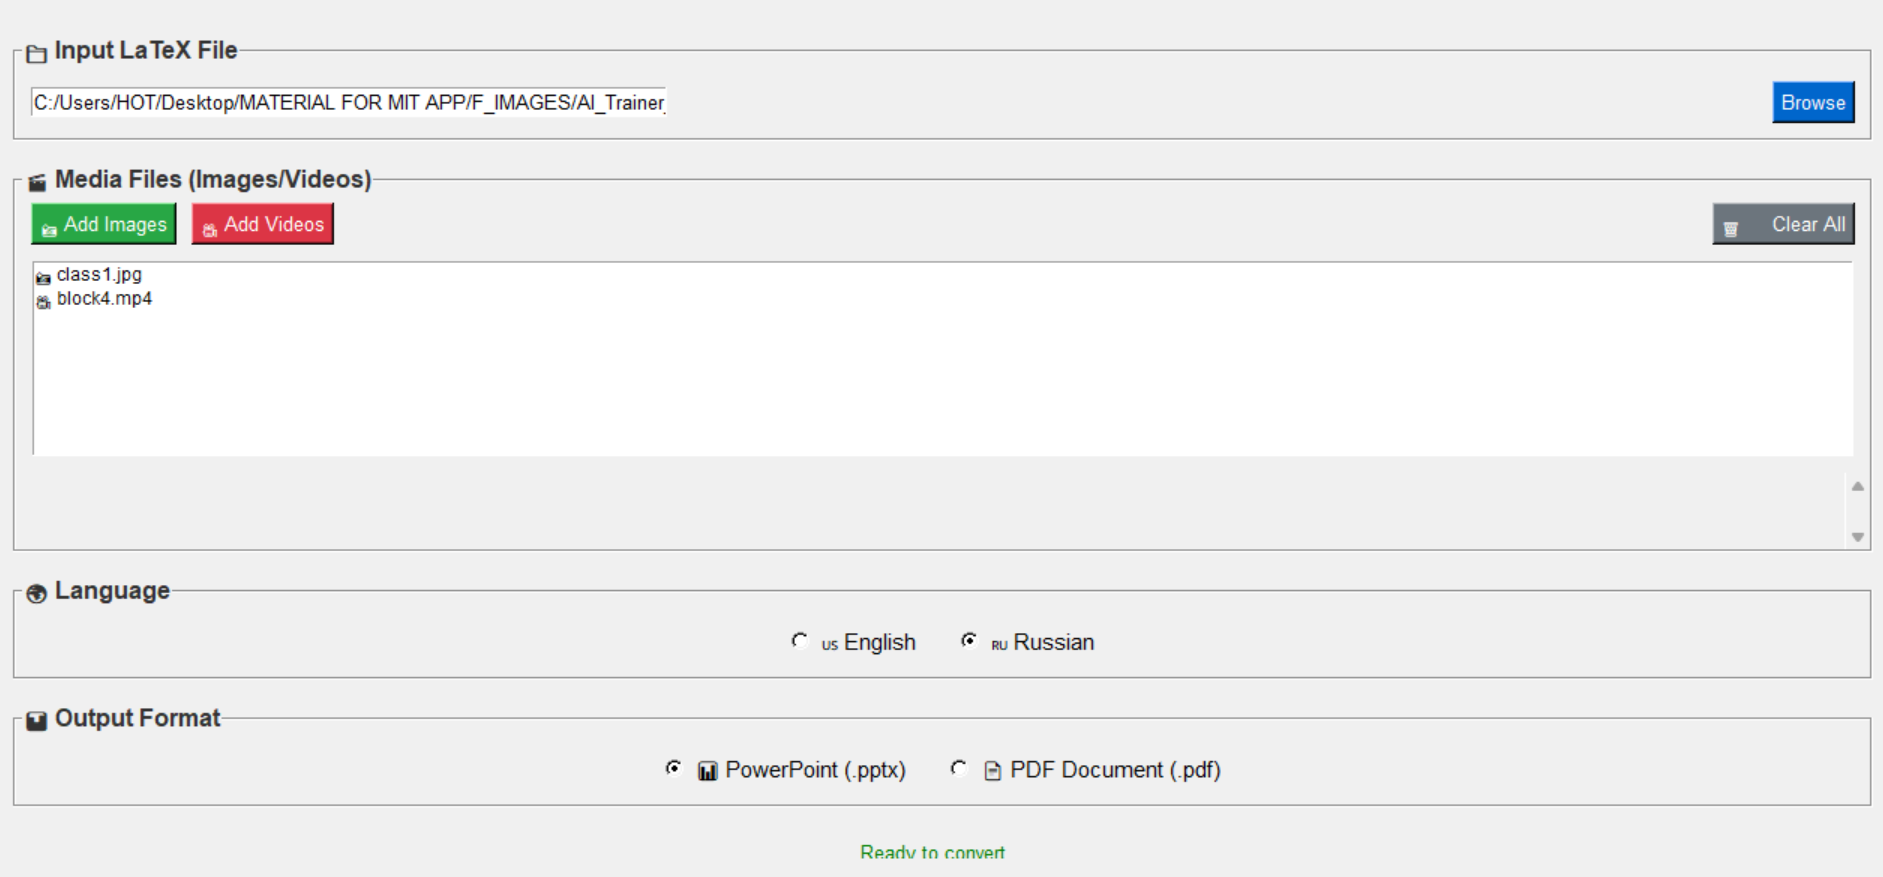 Input LaTeX File
C:/Users/HOT/Desktop/MATERIAL FOR MIT APP/F_IMAGES/AI_Trainer_
Browse
Media Files (Images/Videos)
Add Images
Add Videos
Clear All
class1.jpg
block4.mp4
Language
US English
RU Russian
Output Format
PowerPoint (.pptx)
PDF Document (.pdf)
Ready to convert